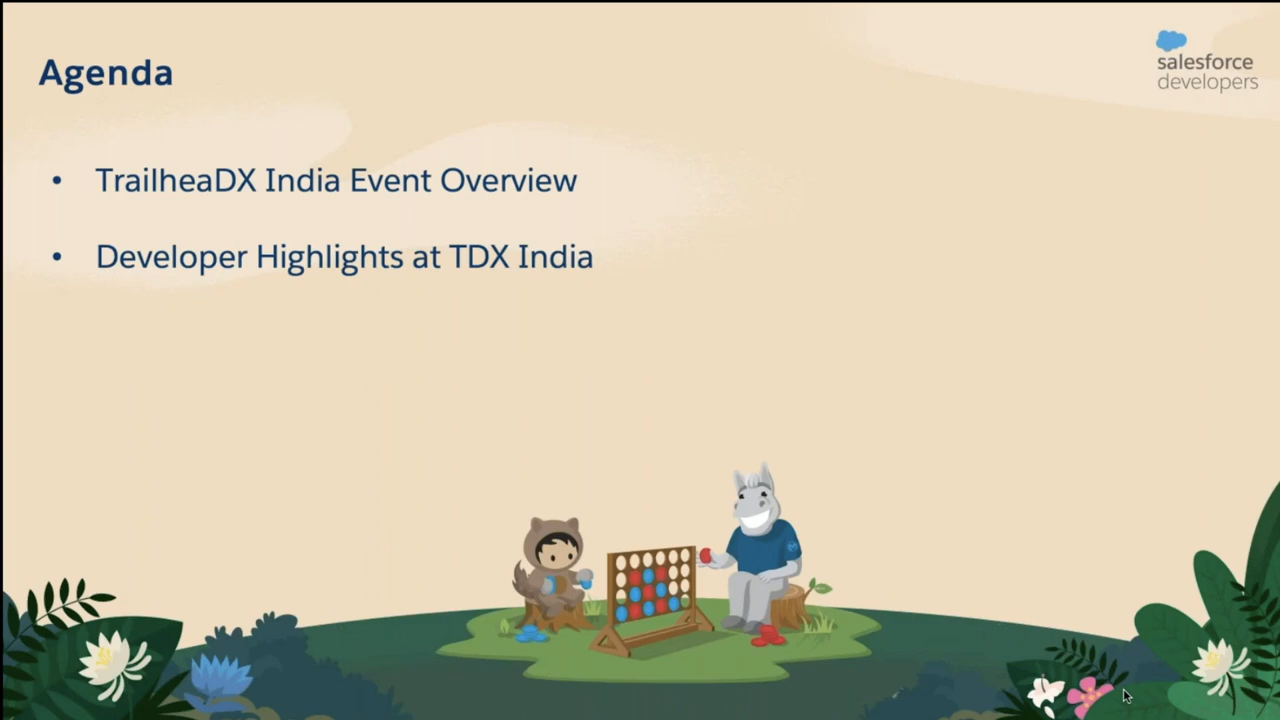 Agenda
salesforce
developers
• TrailheaDX India Event Overview
• Developer Highlights at TDX India